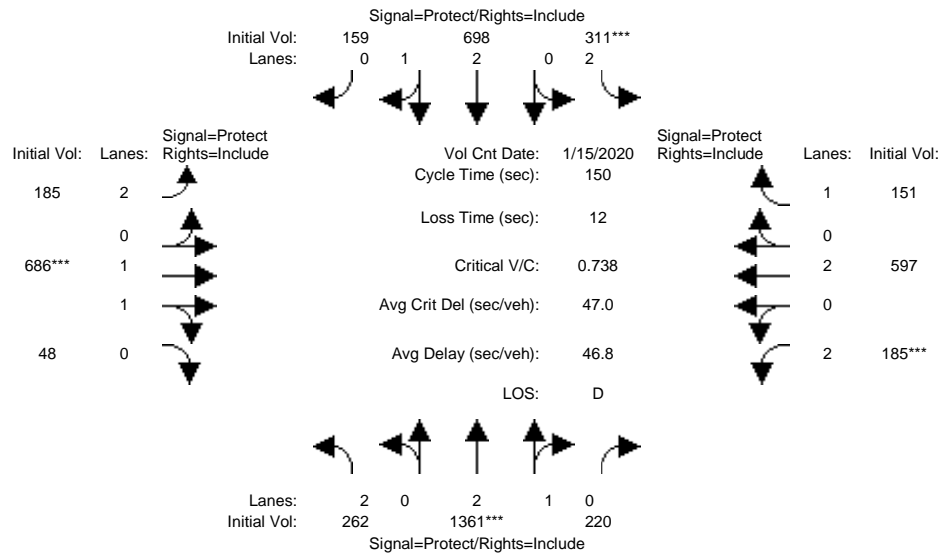 Signal=Protect/Rights=Include
Initial Vol: 159 698 311***
Lanes: 0 1 2 0 2
Signal=Protect Signal=Protect
Initial Vol: Lanes: Rights=Include Vol Cnt Date: 1/15/2020 Rights=Include Lanes: Initial Vol:
Cycle Time (sec): 150
185 2 1 151
Loss Time (sec): 12
0 0
686*** 1 Critical V/C: 0.738 2 597
1 Avg Crit Del (sec/veh): 47.0 0
48 0 Avg Delay (sec/veh): 46.8 2 185***
LOS: D
Lanes: 2 0 2 1 0
Initial Vol: 262 1361*** 220
Signal=Protect/Rights=Include